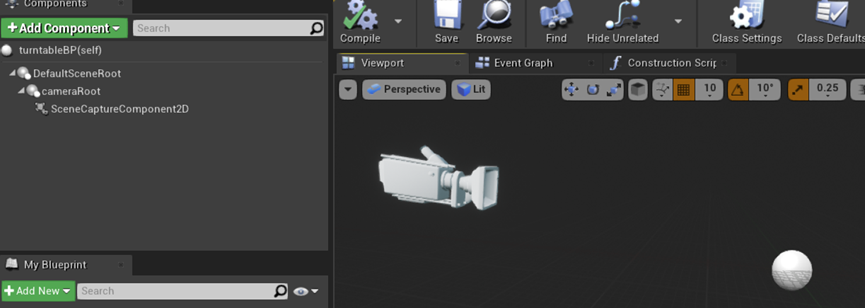 Components
+Add Component
Search
turntableBP(self)
DefaultSceneRoot
cameraRoot
SceneCaptureComponent2D
My Blueprint
+Add New
Search
Compile
Save
Browse
Find
Hide Unrelated
Class Settings
Class Defaults
Viewport
Event Graph
Construction Scrip
Perspective
Lit
10
10°
0.25